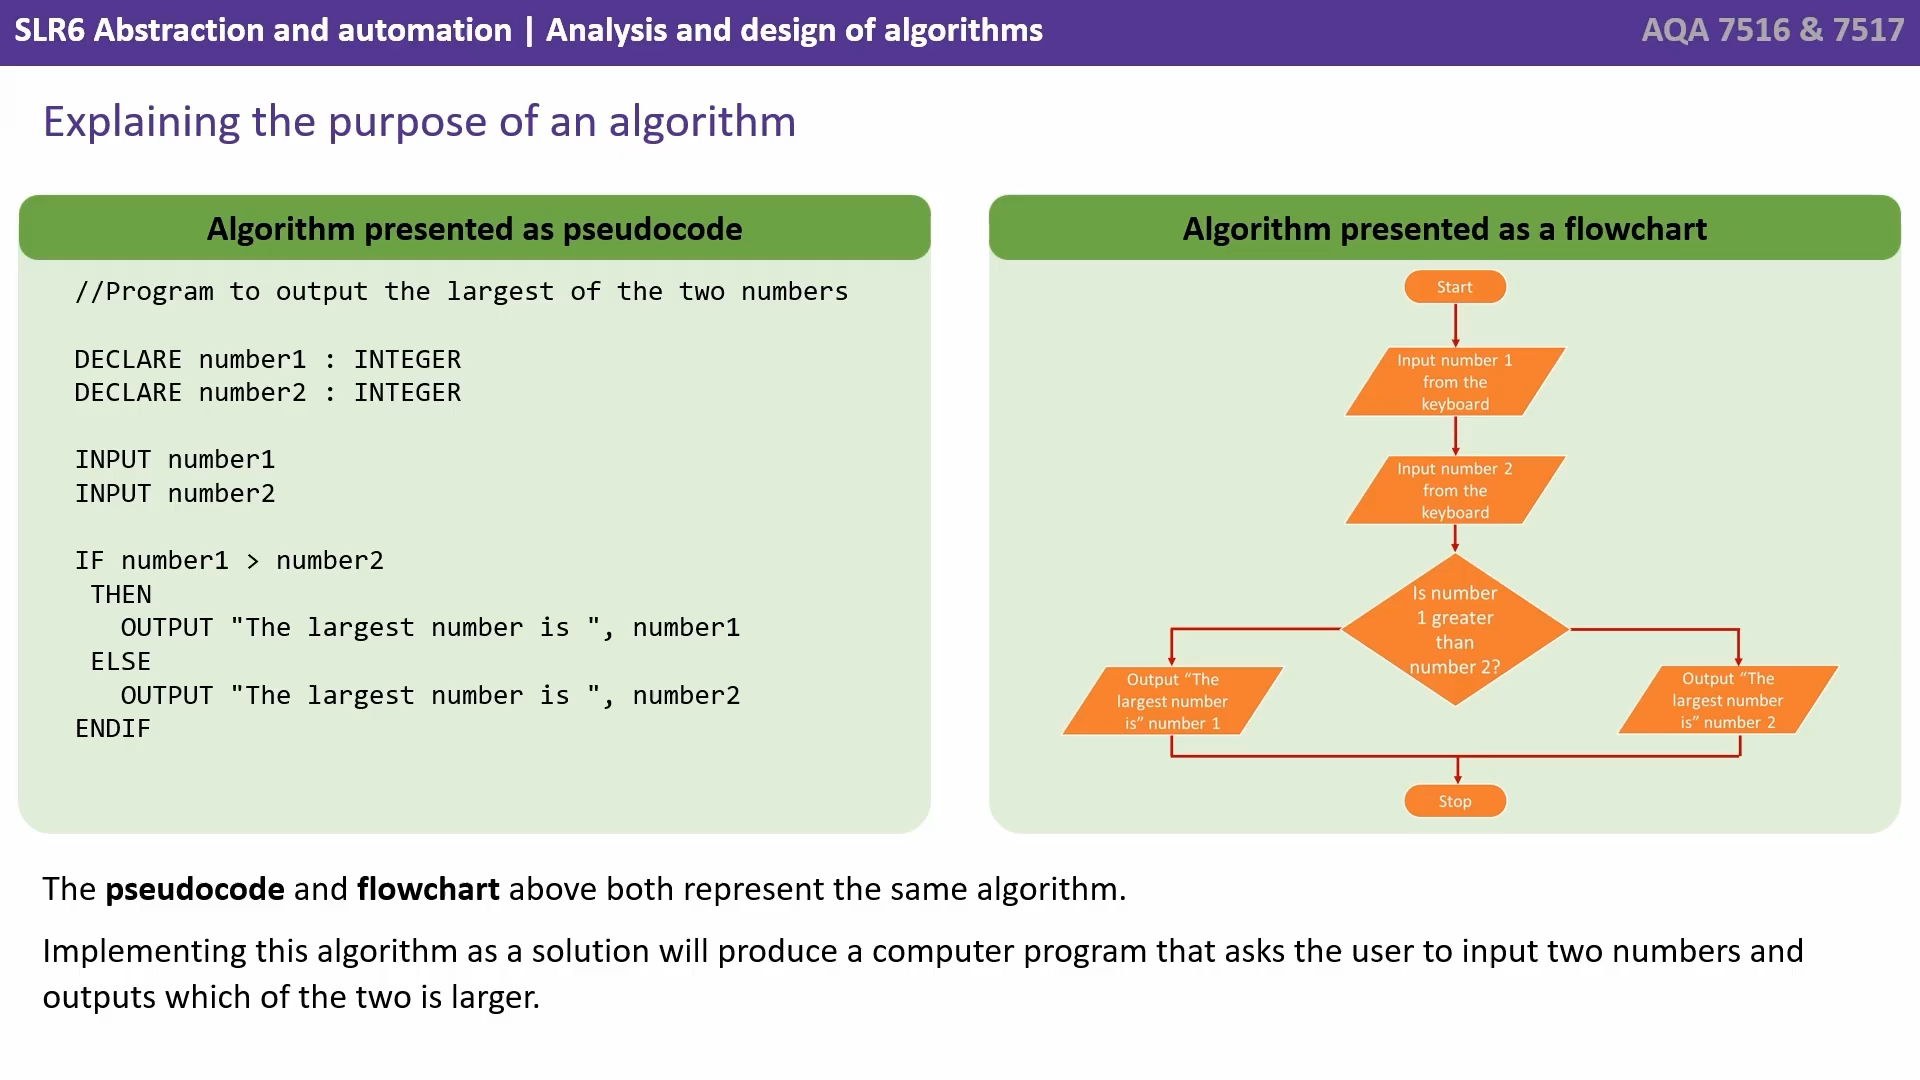 SLR6 Abstraction and automation | Analysis and design of algorithms
AQA 7516 & 7517
Explaining the purpose of an algorithm
Algorithm presented as pseudocode
//Program to output the largest of the two numbers
DECLARE number1 : INTEGER
DECLARE number2 : INTEGER
INPUT number1
INPUT number2
IF number1 > number2
THEN
OUTPUT "The largest number is ", number1
ELSE
OUTPUT "The largest number is ", number2
ENDIF
Algorithm presented as a flowchart
Start
Input number 1
from the
keyboard
Input number 2
from the
keyboard
Is number
1 greater
than
number 2?
Output “The
largest number
is” number 1
Output “The
largest number
is” number 2
Stop
The pseudocode and flowchart above both represent the same algorithm.
Implementing this algorithm as a solution will produce a computer program that asks the user to input two numbers and
outputs which of the two is larger.